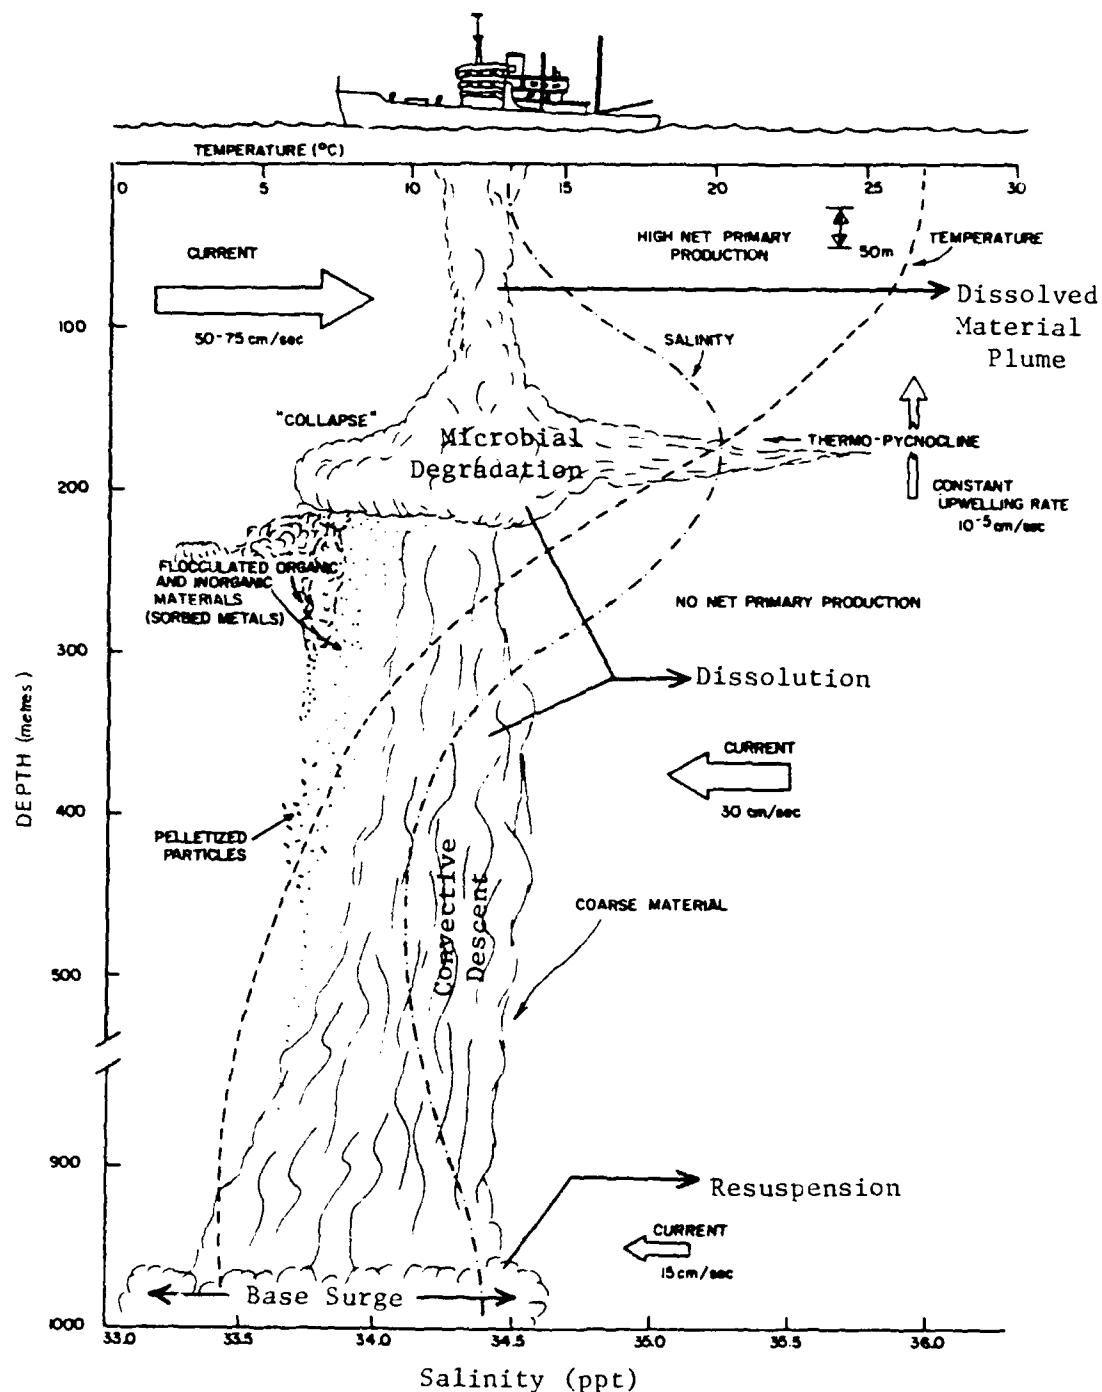 TEMPERATURE (°C)
0 5 10 15 20 25 30
CURRENT
50-75 cm/sec
HIGH NET PRIMARY
PRODUCTION
50m
TEMPERATURE
Dissolved
Material
Plume
100
SALINITY
"COLLAPSE"
Microbial
Degradation
THERMO-PYCNOCLINE
200
CONSTANT
UPWELLING RATE
10-5 cm/sec
FLOCCULATED ORGANIC
AND INORGANIC
MATERIALS
(SORBED METALS)
NO NET PRIMARY PRODUCTION
300
Dissolution
DEPTH (metres)
CURRENT
30 cm/sec
400
PELLETIZED
PARTICLES
Convective
Descent
COARSE MATERIAL
500
900
Resuspension
CURRENT
15 cm/sec
Base Surge
1000
33.0 33.5 34.0 34.5 35.0 35.5 36.0
Salinity (ppt)